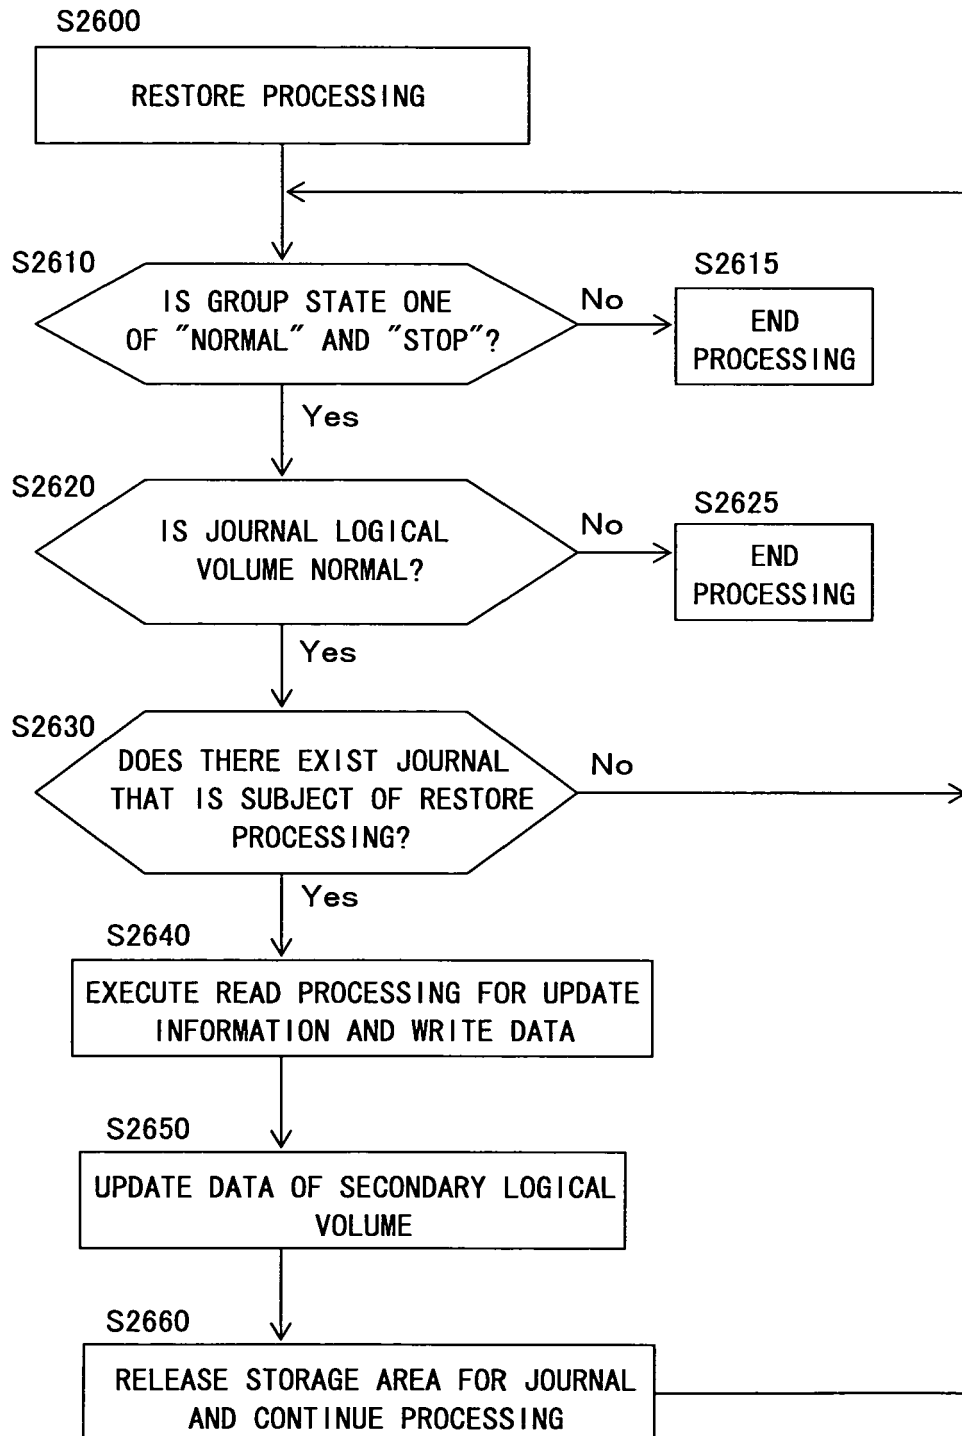 S2600
RESTORE PROCESSING
S2610
IS GROUP STATE ONE
OF "NORMAL" AND "STOP"?
No
S2615
END
PROCESSING
Yes
S2620
IS JOURNAL LOGICAL
VOLUME NORMAL?
No
S2625
END
PROCESSING
Yes
S2630
DOES THERE EXIST JOURNAL
THAT IS SUBJECT OF RESTORE
PROCESSING?
No
Yes
S2640
EXECUTE READ PROCESSING FOR UPDATE
INFORMATION AND WRITE DATA
S2650
UPDATE DATA OF SECONDARY LOGICAL
VOLUME
S2660
RELEASE STORAGE AREA FOR JOURNAL
AND CONTINUE PROCESSING